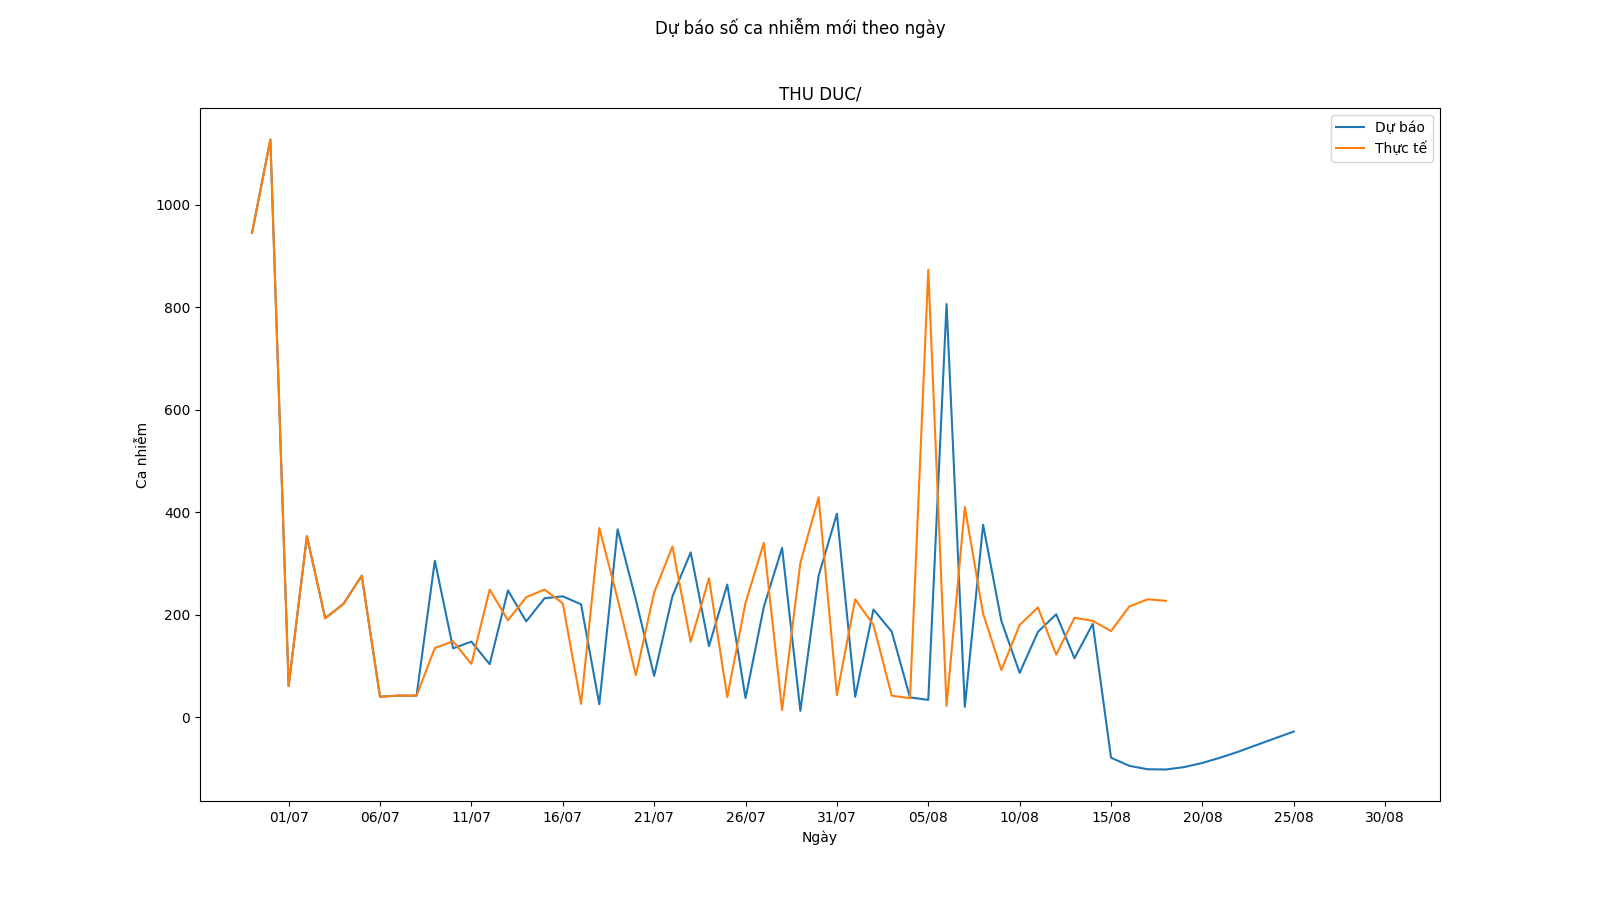 Dự báo số ca nhiễm mới theo ngày
THU DUC/
Dự báo
Thực tế
1000
800
600
400
200
0
Ca nhiễm
01/07 06/07 11/07 16/07 21/07 26/07 31/07 05/08 10/08 15/08 20/08 25/08 30/08
Ngày